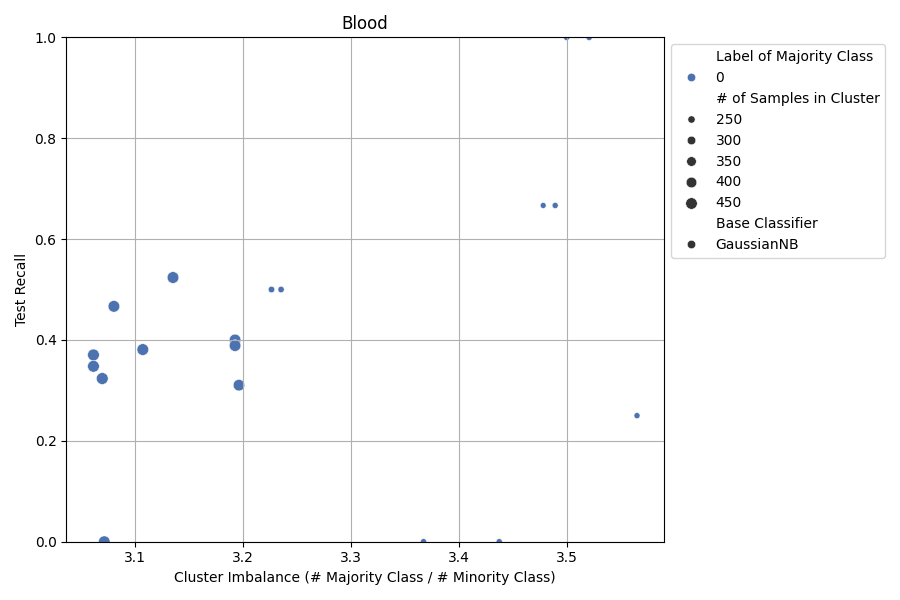 Blood
1.0
0.8
0.6
0.4
0.2
0.0
Test Recall
3.1 3.2 3.3 3.4 3.5
Cluster Imbalance (# Majority Class / # Minority Class)
Label of Majority Class
0
# of Samples in Cluster
250
300
350
400
450
Base Classifier
GaussianNB